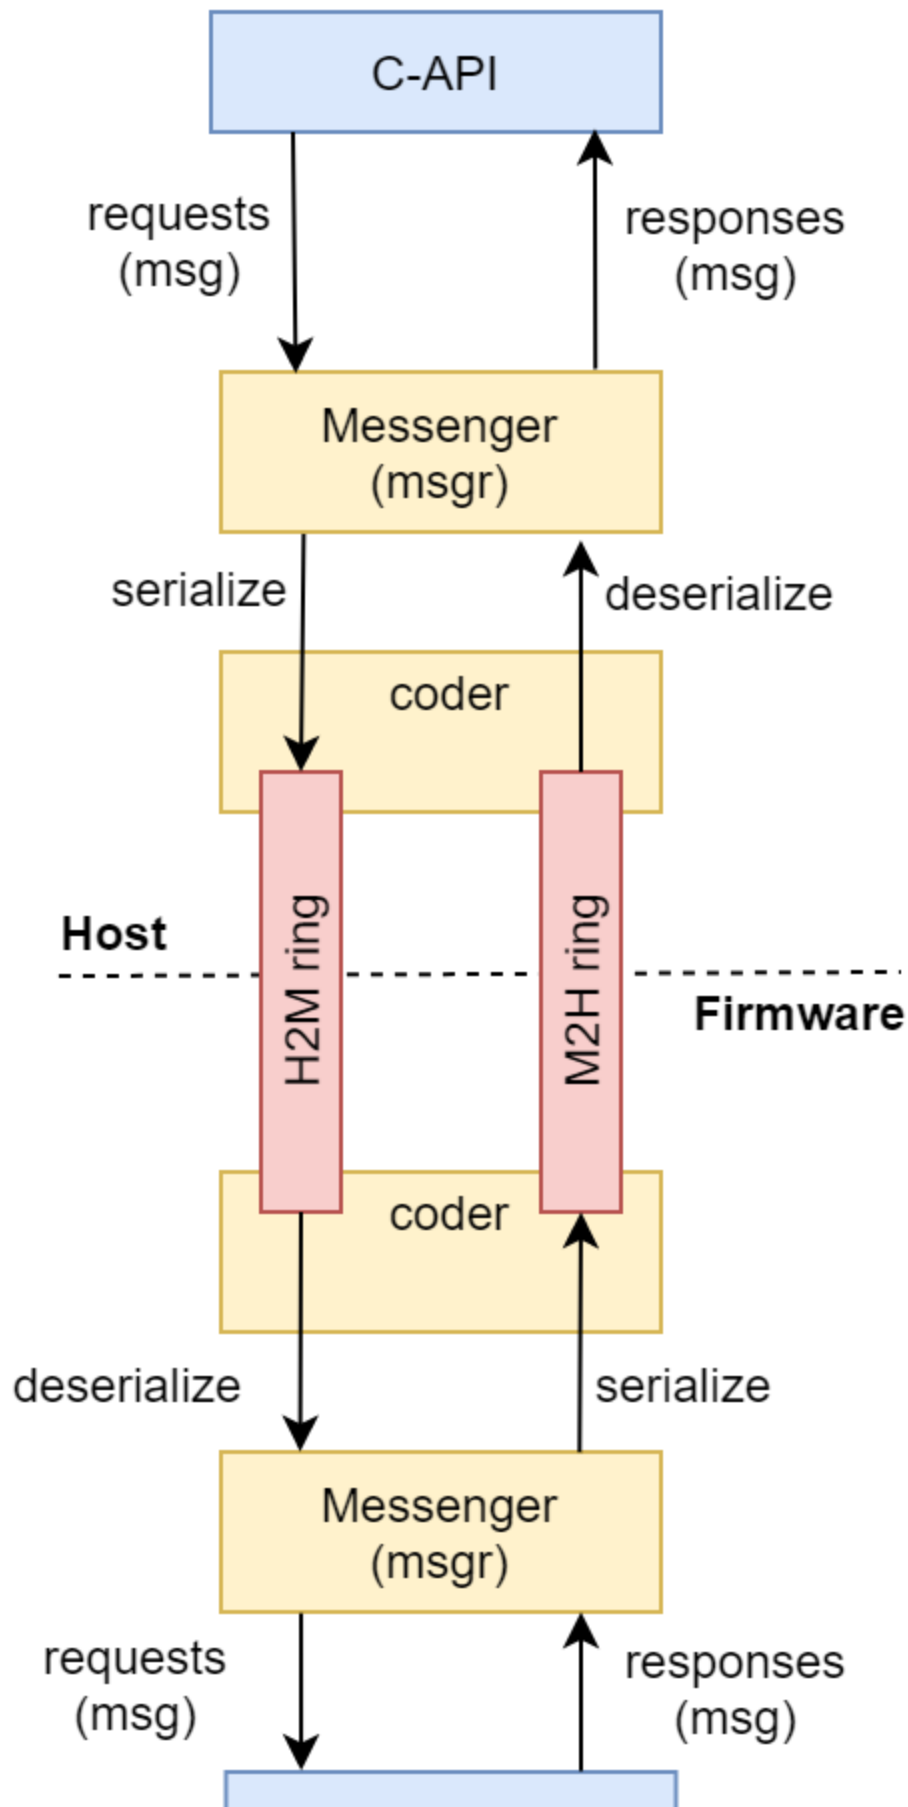 C-API
requests
(msg)
responses
(msg)
Messenger
(msgr)
serialize
deserialize
coder
Host
H2M ring
M2H ring
Firmware
coder
deserialize
serialize
Messenger
(msgr)
requests
(msg)
responses
(msg)